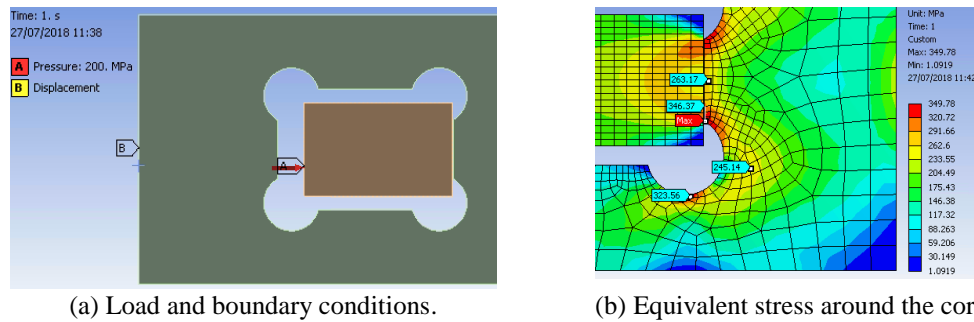 Time: 1. s
27/07/2018 11:38
A Pressure: 200. MPa
B Displacement
B
A
(a) Load and boundary conditions.
Unit: MPa
Time: 1
Custom
Max: 349.78
Min: 1.0919
27/07/2018 11:42
263.17
346.37
Max
245.14
323.56
349.78
320.72
291.66
262.6
233.55
204.49
175.43
146.38
117.32
88.263
59.206
30.149
1.0919
(b) Equivalent stress around the cor